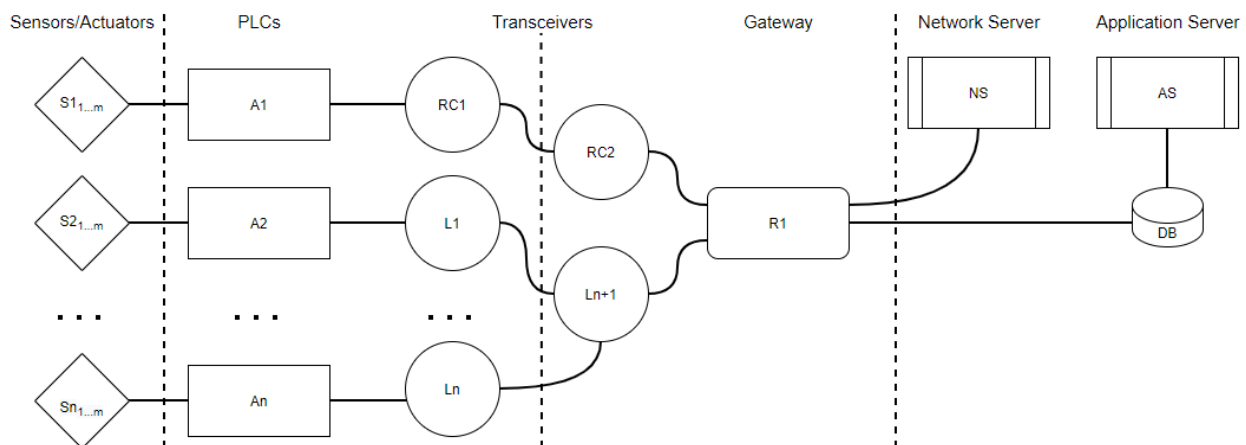 Sensors/Actuators PLCs Transceivers Gateway Network Server Application Server
S1₁...ₘ A1 RC1 NS AS
RC2
S2₁...ₘ A2 L1 R1
DB
Ln+1
. . . . . . . . .
Sn₁...ₘ An Ln